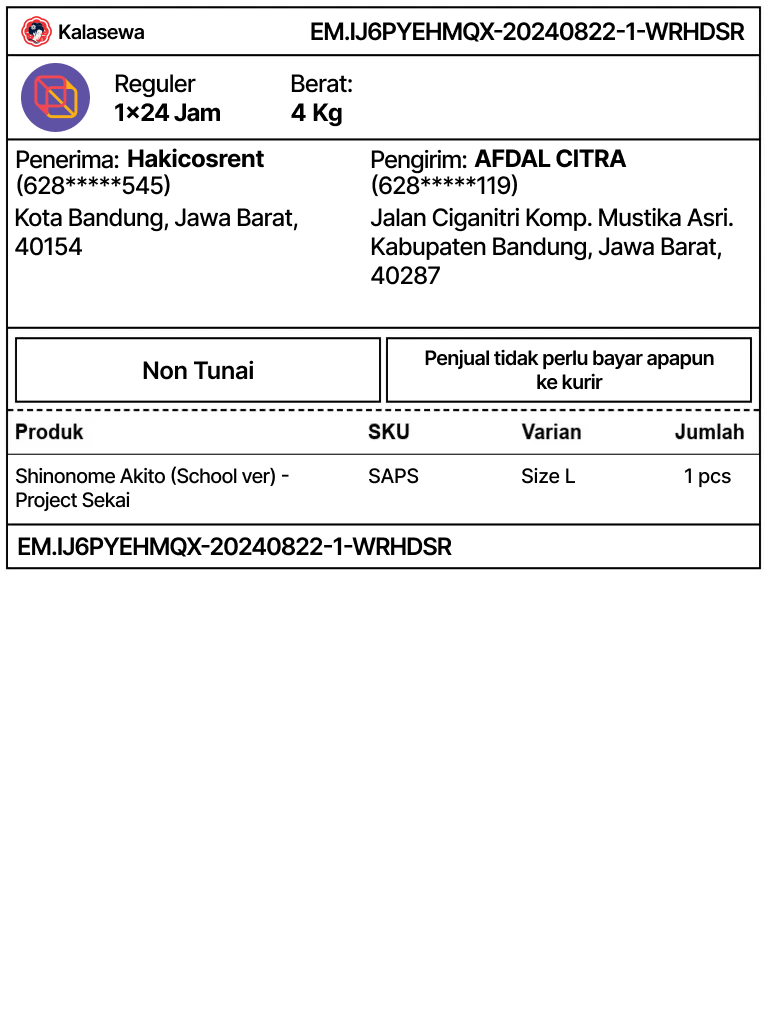 Kalasewa
EM.IJ6PYEHMQX-20240822-1-WRHDSR
Reguler
1x24 Jam
Berat:
4 Kg
Penerima: Hakicosrent
(628*****545)
Kota Bandung, Jawa Barat,
40154
Pengirim: AFDAL CITRA
(628*****119)
Jalan Ciganitri Komp. Mustika Asri.
Kabupaten Bandung, Jawa Barat,
40287
Non Tunai
Penjual tidak perlu bayar apapun
ke kurir
Produk SKU Varian Jumlah
Shinonome Akito (School ver) - SAPS Size L 1 pcs
Project Sekai
EM.IJ6PYEHMQX-20240822-1-WRHDSR